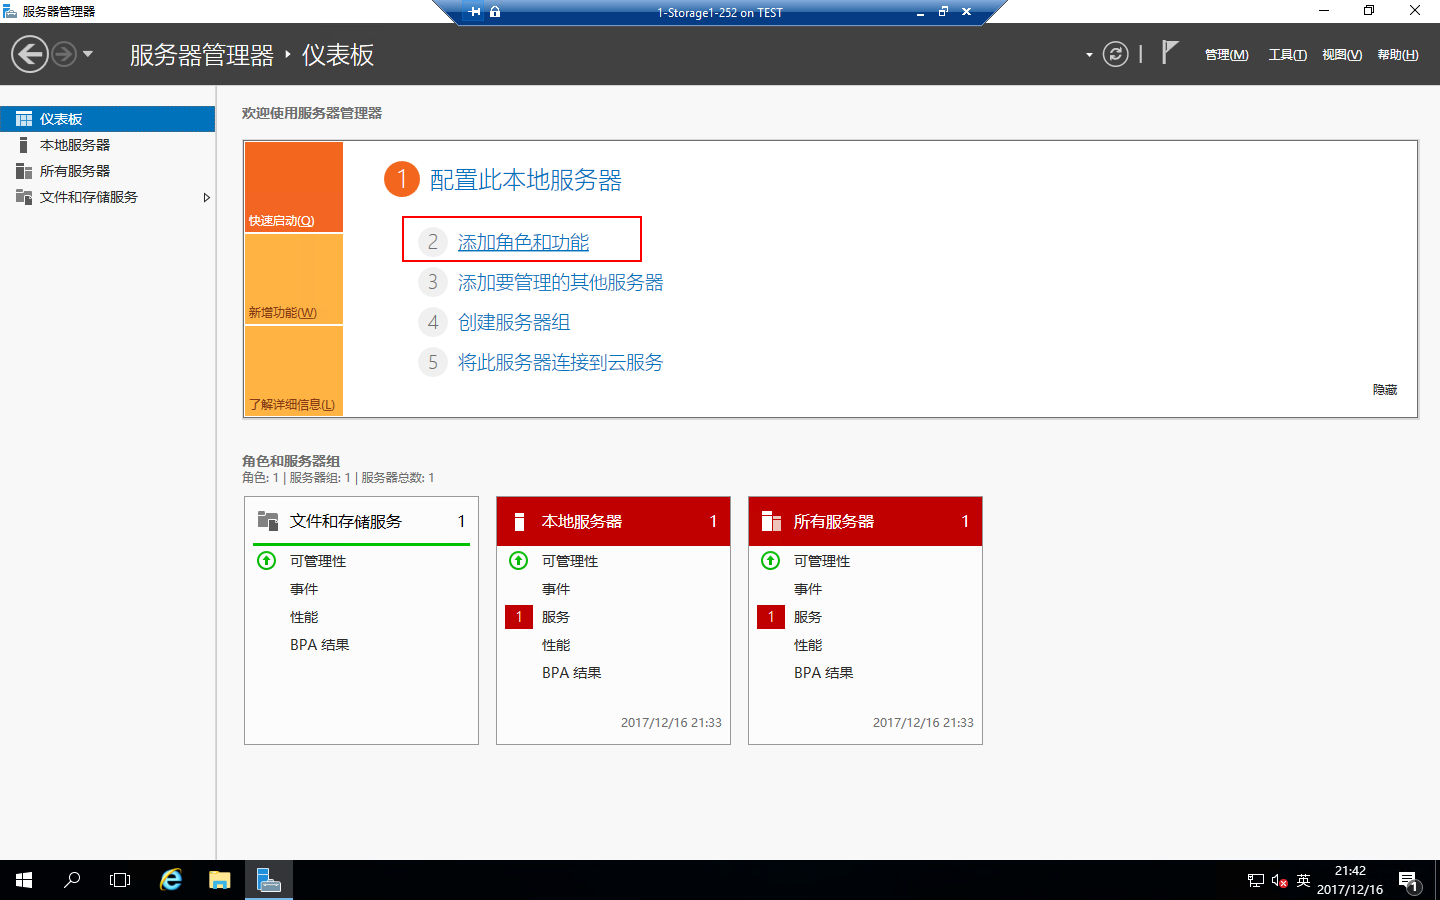 服务器管理器
1-Storage1-252 on TEST
服务器管理器 ‣ 仪表板
管理(M) 工具(T) 视图(V) 帮助(H)
仪表板
本地服务器
所有服务器
文件和存储服务
欢迎使用服务器管理器
快速启动(Q)
新增功能(W)
了解详细信息(L)
1 配置此本地服务器
2 添加角色和功能
3 添加要管理的其他服务器
4 创建服务器组
5 将此服务器连接到云服务
隐藏
角色和服务器组
角色: 1 | 服务器组: 1 | 服务器总数: 1
文件和存储服务 1
可管理性
事件
性能
BPA 结果
本地服务器 1
可管理性
事件
1 服务
性能
BPA 结果
2017/12/16 21:33
所有服务器 1
可管理性
事件
1 服务
性能
BPA 结果
2017/12/16 21:33
英
21:42
2017/12/16
1